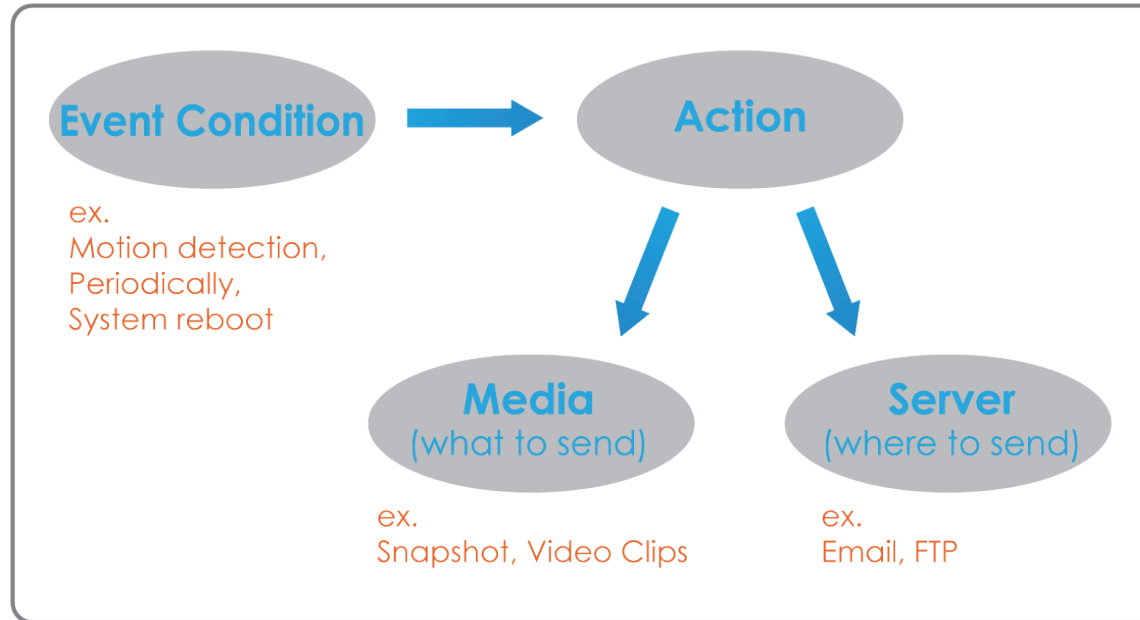 Event Condition
Action
ex.
Motion detection,
Periodically,
System reboot
Media
(what to send)
Server
(where to send)
ex.
Snapshot, Video Clips
ex.
Email, FTP